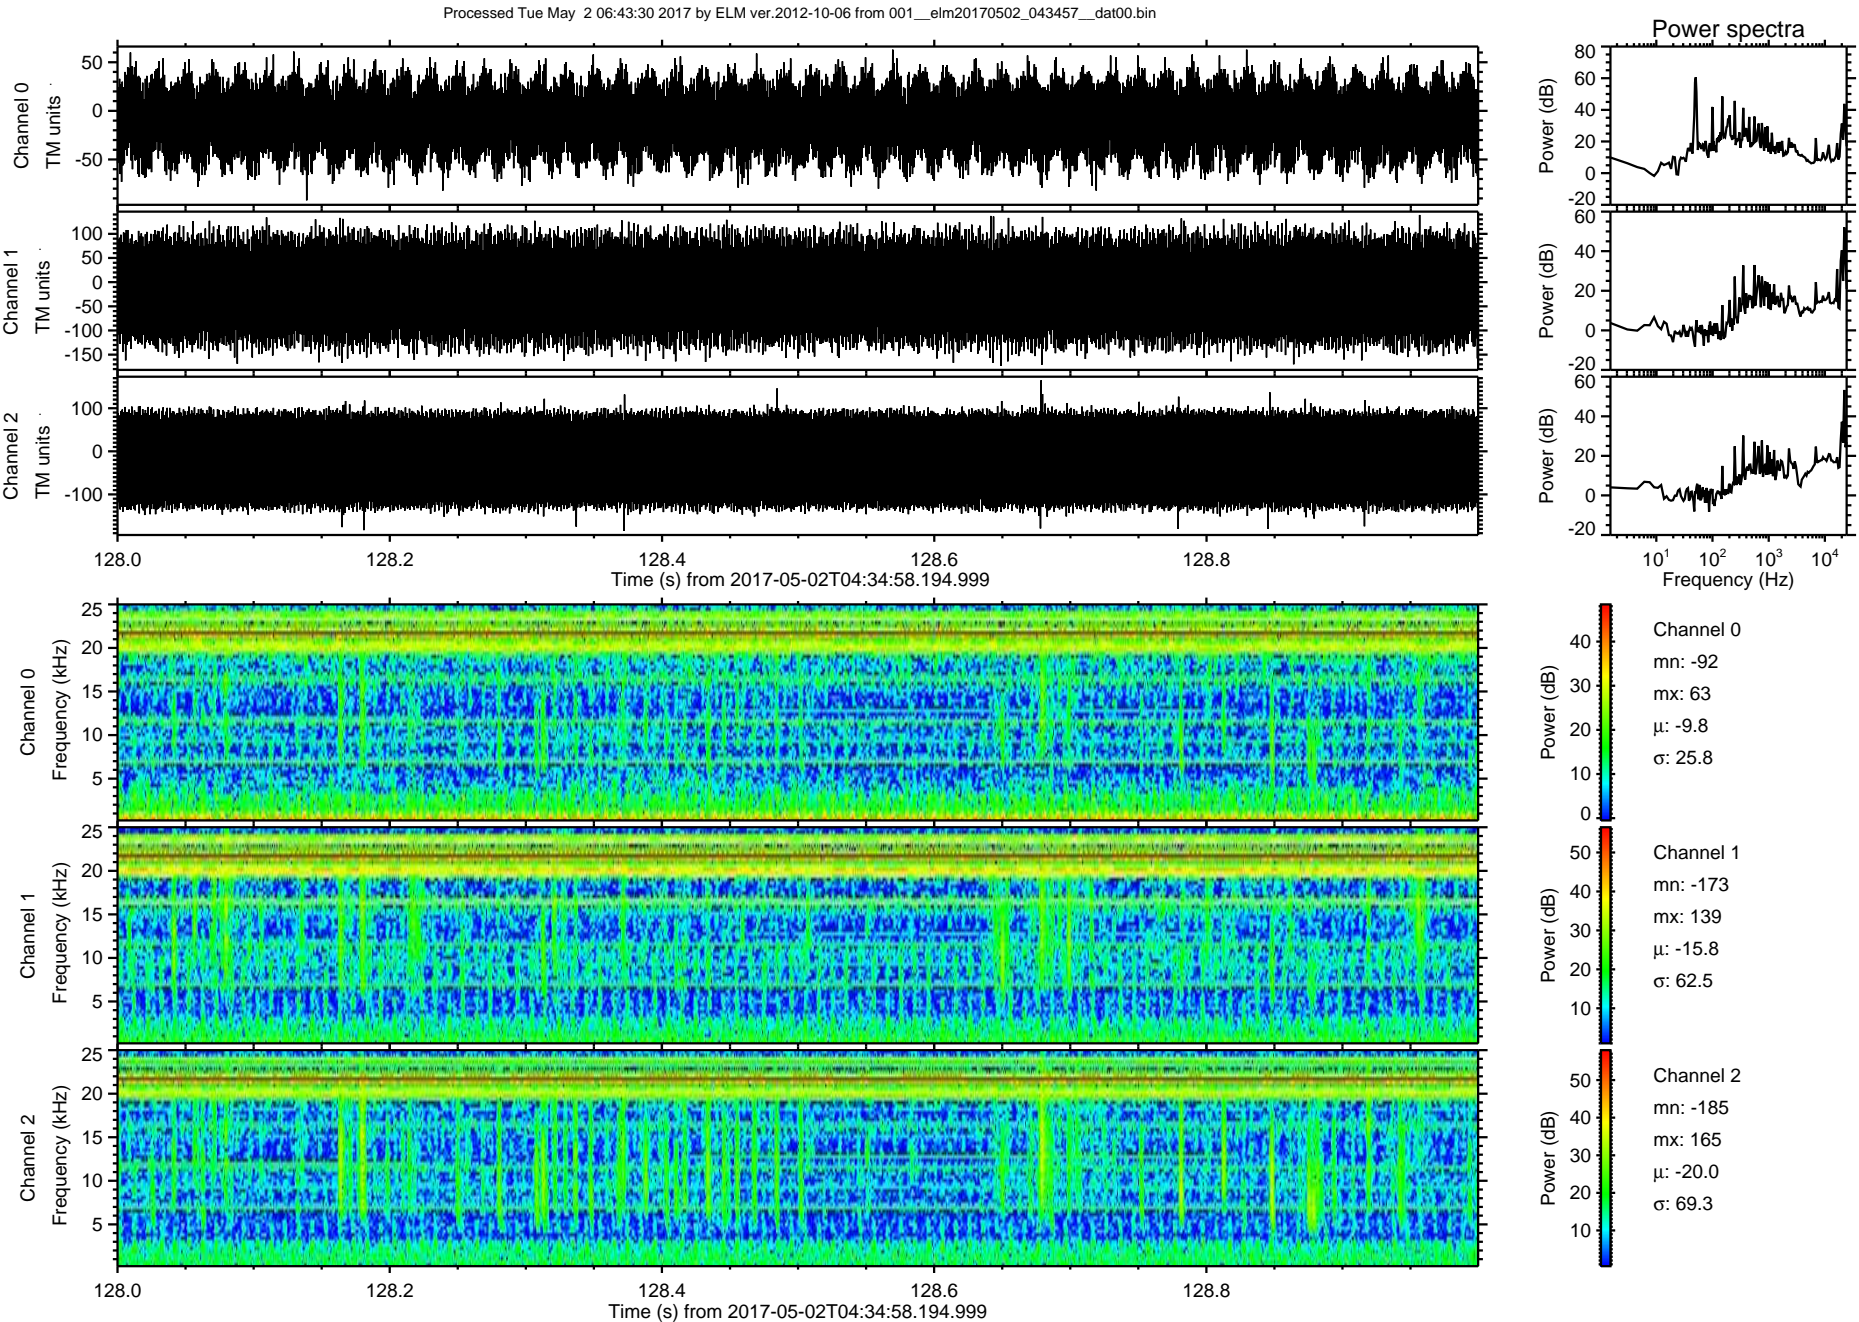 Processed Tue May  2 06:43:30 2017 by ELM ver.2012-10-06 from 001__elm20170502_043457__dat00.bin
Power spectra
Channel 0
TM units
50
0
-50
Power (dB)
80
60
40
20
0
-20
Channel 1
TM units
100
50
0
-50
-100
-150
Power (dB)
60
40
20
0
-20
Channel 2
TM units
100
0
-100
Power (dB)
60
40
20
0
-20
128.0 128.2 128.4 128.6 128.8
Time (s) from 2017-05-02T04:34:58.194.999
10^1 10^2 10^3 10^4
Frequency (Hz)
Channel 0
Frequency (kHz)
25
20
15
10
5
Power (dB)
40
30
20
10
0
Channel 0
mn: -92
mx: 63
μ: -9.8
σ: 25.8
Channel 1
Frequency (kHz)
25
20
15
10
5
Power (dB)
50
40
30
20
10
Channel 1
mn: -173
mx: 139
μ: -15.8
σ: 62.5
Channel 2
Frequency (kHz)
25
20
15
10
5
Power (dB)
50
40
30
20
10
Channel 2
mn: -185
mx: 165
μ: -20.0
σ: 69.3
128.0 128.2 128.4 128.6 128.8
Time (s) from 2017-05-02T04:34:58.194.999